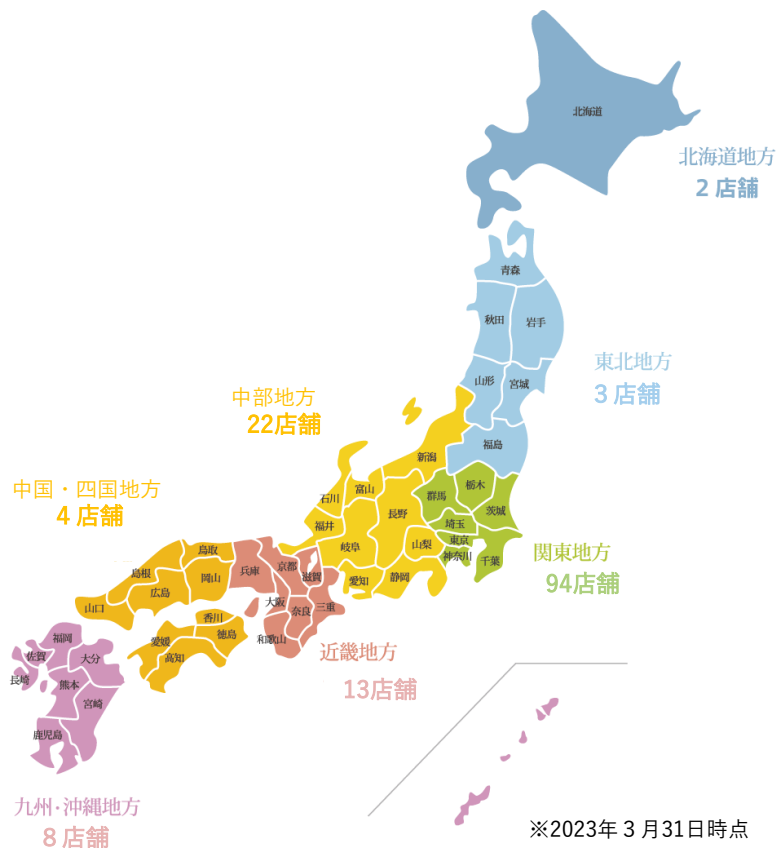 北海道
北海道地方
2 店舗
青森
秋田
岩手
山形
宮城
福島
東北地方
3 店舗
中部地方
22店舗
新潟
富山
石川
福井
長野
岐阜
山梨
愛知
静岡
群馬
栃木
茨城
埼玉
東京
神奈川
千葉
関東地方
94店舗
中国・四国地方
4 店舗
鳥取
島根
岡山
広島
山口
香川
徳島
愛媛
高知
兵庫
京都
滋賀
大阪
奈良
三重
和歌山
近畿地方
13店舗
福岡
佐賀
大分
長崎
熊本
宮崎
鹿児島
九州・沖縄地方
8 店舗
※2023年 3 月31日時点